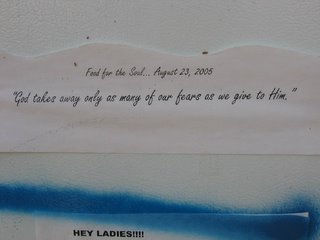 Food for the Soul... August 23, 2005
"God takes away only as many of our fears as we give to Him."
HEY LADIES!!!!